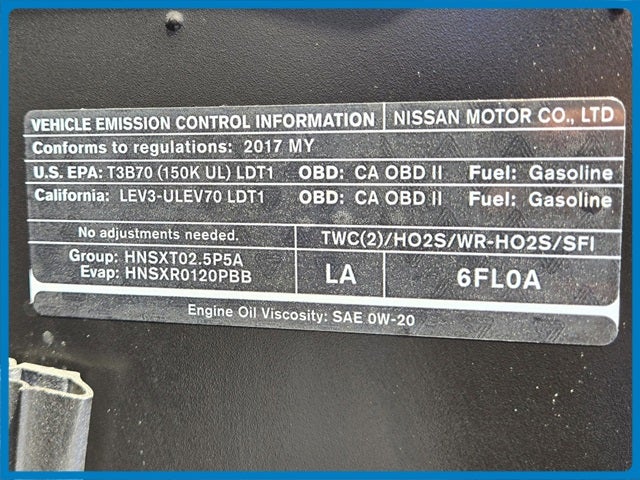 VEHICLE EMISSION CONTROL INFORMATION NISSAN MOTOR CO., LTD
Conforms to regulations: 2017 MY
U.S. EPA: T3B70 (150K UL) LDT1 OBD: CA OBD II Fuel: Gasoline
California: LEV3-ULEV70 LDT1 OBD: CA OBD II Fuel: Gasoline
No adjustments needed. TWC(2)/HO2S/WR-HO2S/SFI
Group: HNSXT02.5P5A
Evap: HNSXR0120PBB
LA 6FL0A
Engine Oil Viscosity: SAE 0W-20